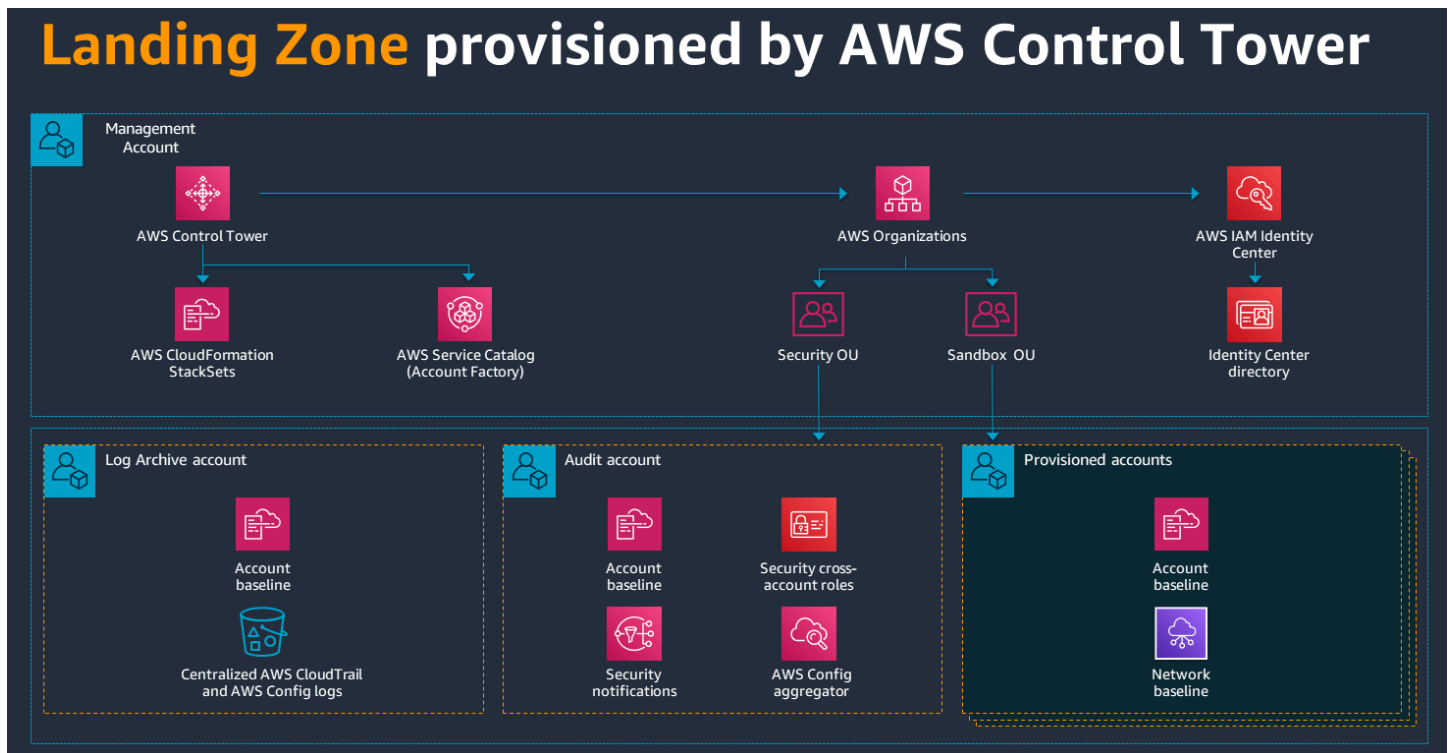 Landing Zone provisioned by AWS Control Tower
Management
Account
AWS Control Tower
AWS Organizations
AWS IAM Identity
Center
AWS CloudFormation
StackSets
AWS Service Catalog
(Account Factory)
Security OU
Sandbox OU
Identity Center
directory
Log Archive account
Account
baseline
Centralized AWS CloudTrail
and AWS Config logs
Audit account
Account
baseline
Security cross-
account roles
Security
notifications
AWS Config
aggregator
Provisioned accounts
Account
baseline
Network
baseline